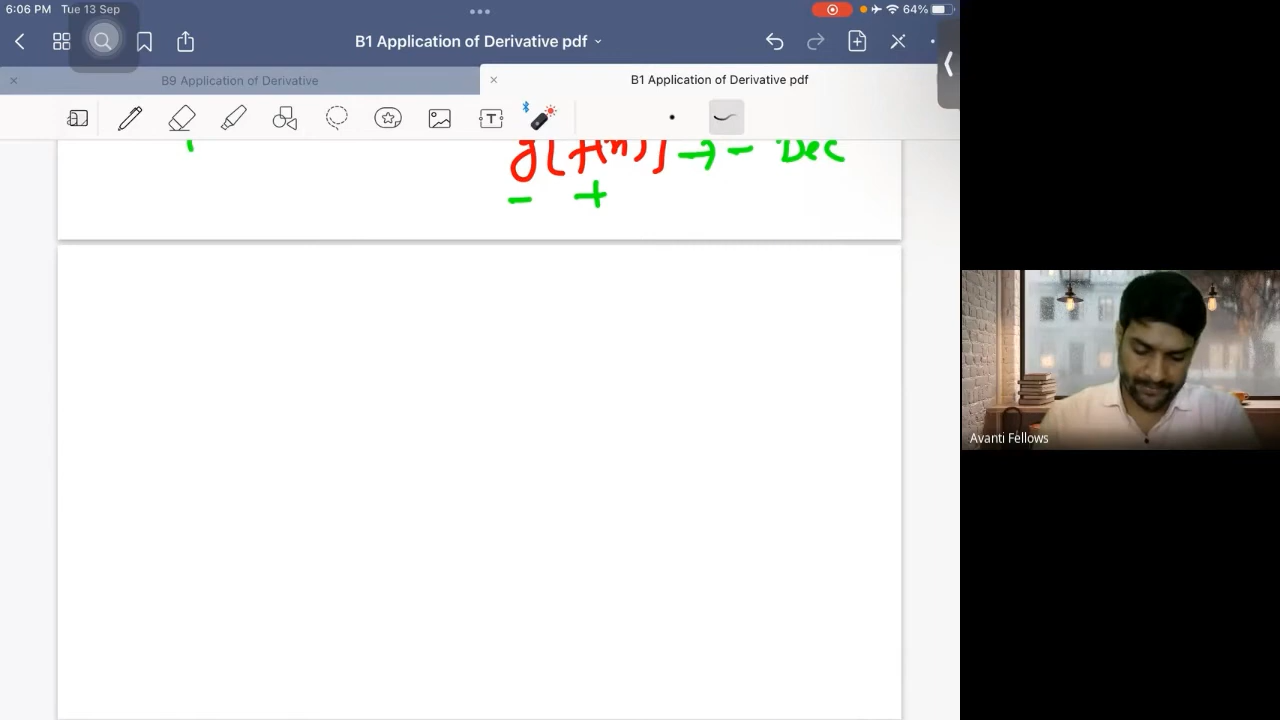 6:06 PM Tue 13 Sep
64%
B1 Application of Derivative pdf
B9 Application of Derivative
B1 Application of Derivative pdf
T
g(f(x)) → - Dec
- +
Avanti Fellows